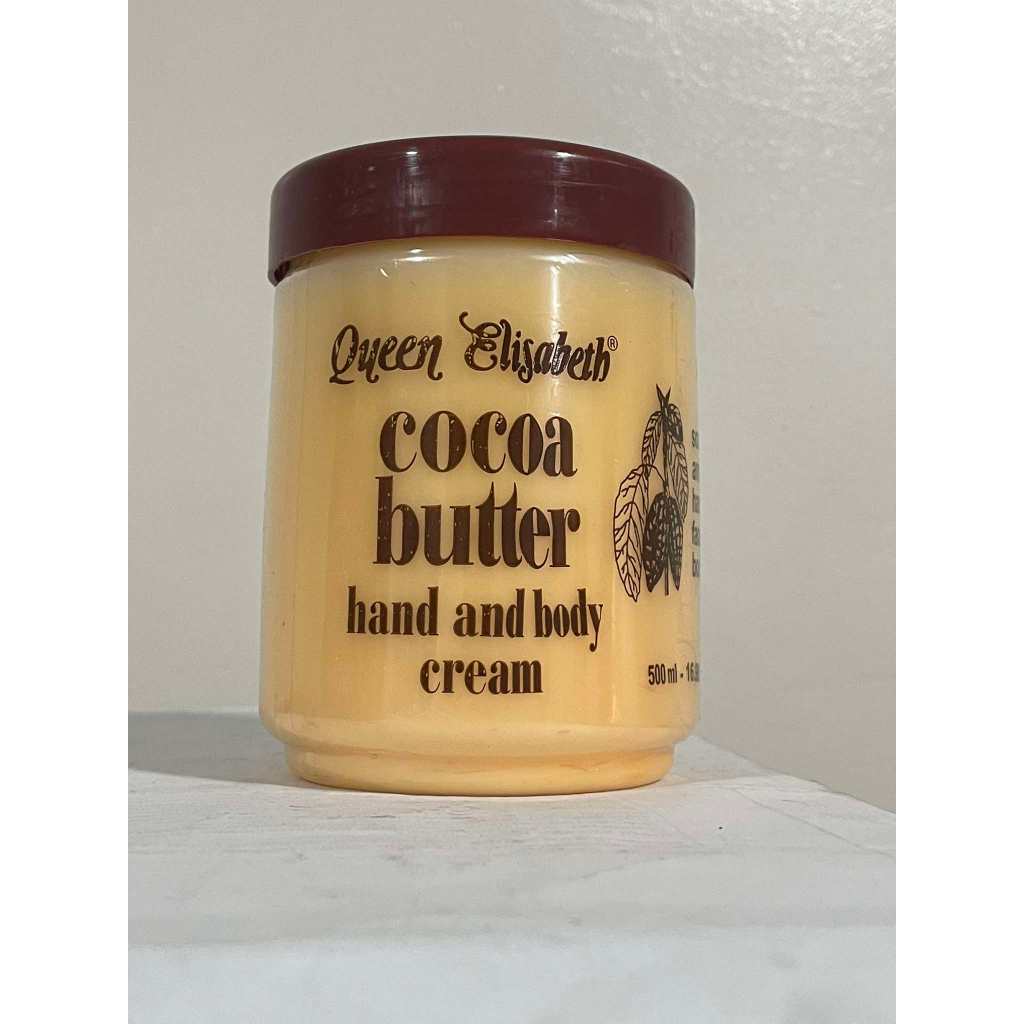 Queen Elisabeth®
cocoa
butter
hand and body
cream
500 ml -